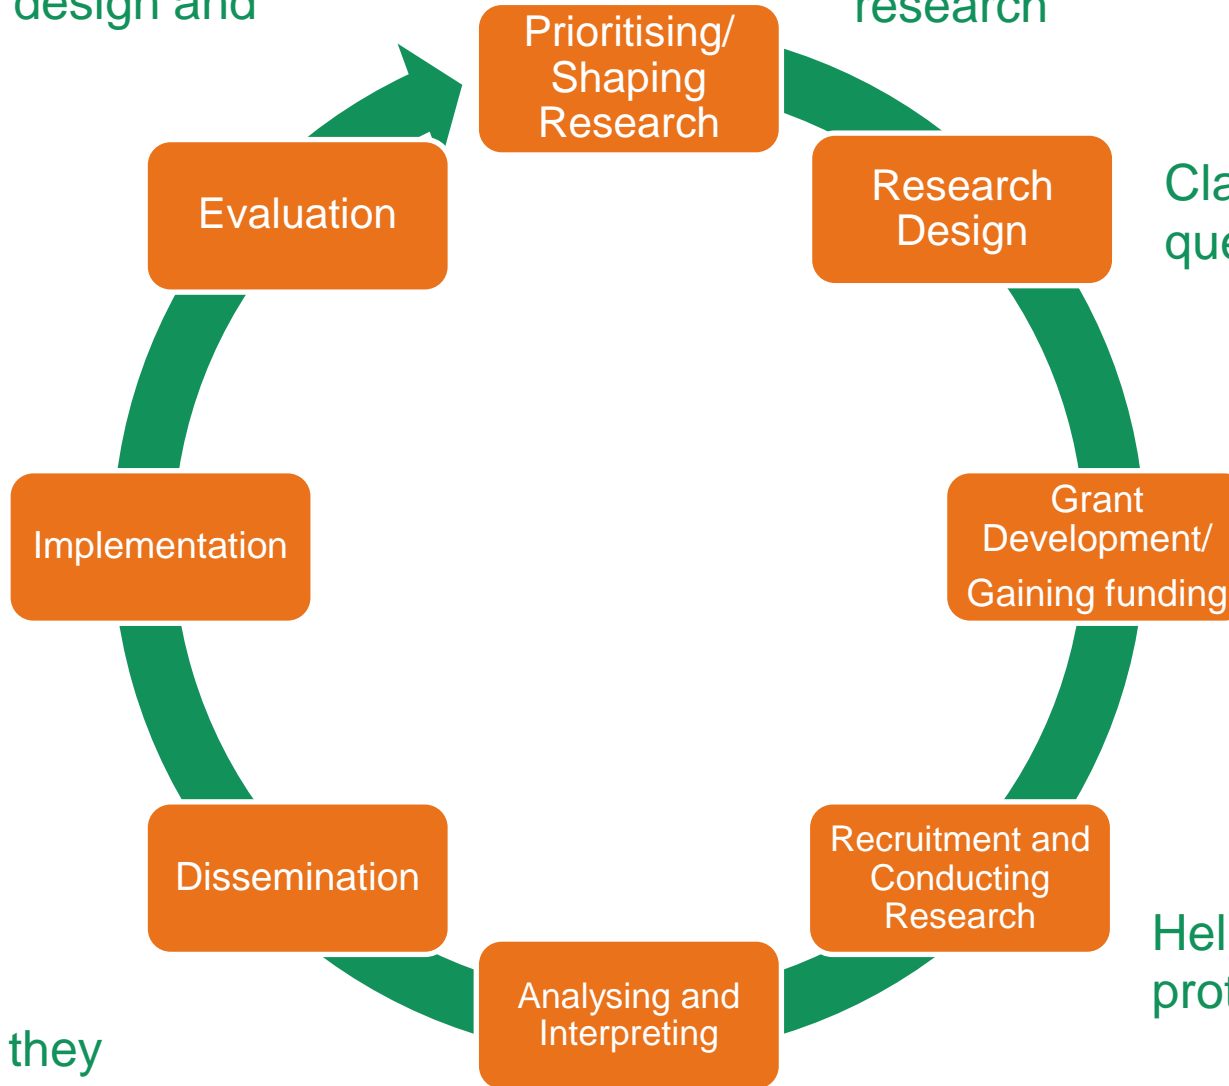 design and
research
Prioritising/
Shaping
Research
Research
Design
Grant
Development/
Gaining funding
Recruitment and
Conducting
Research
Analysing and
Interpreting
Dissemination
Implementation
Evaluation
they